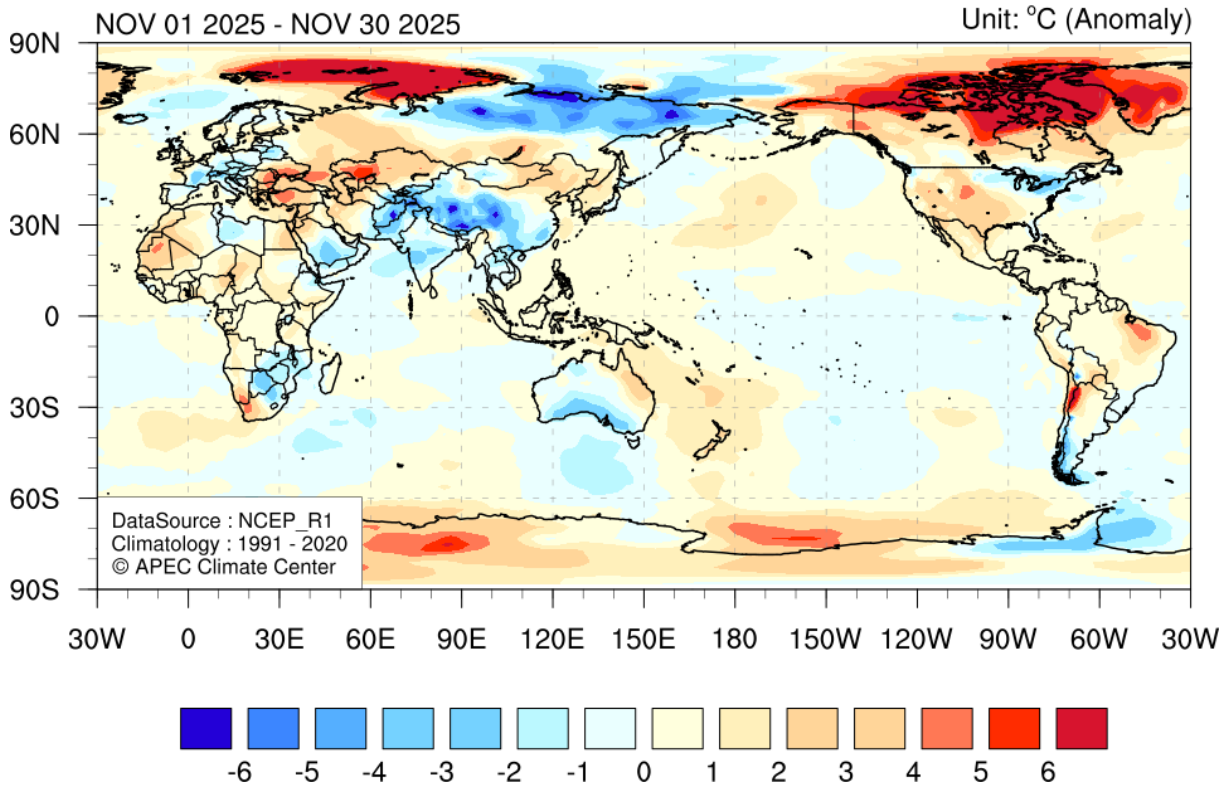 NOV 01 2025 - NOV 30 2025
Unit: °C (Anomaly)
90N
60N
30N
0
30S
60S
90S
DataSource : NCEP_R1
Climatology : 1991 - 2020
© APEC Climate Center
30W 0 30E 60E 90E 120E 150E 180 150W 120W 90W 60W 30W
-6 -5 -4 -3 -2 -1 0 1 2 3 4 5 6